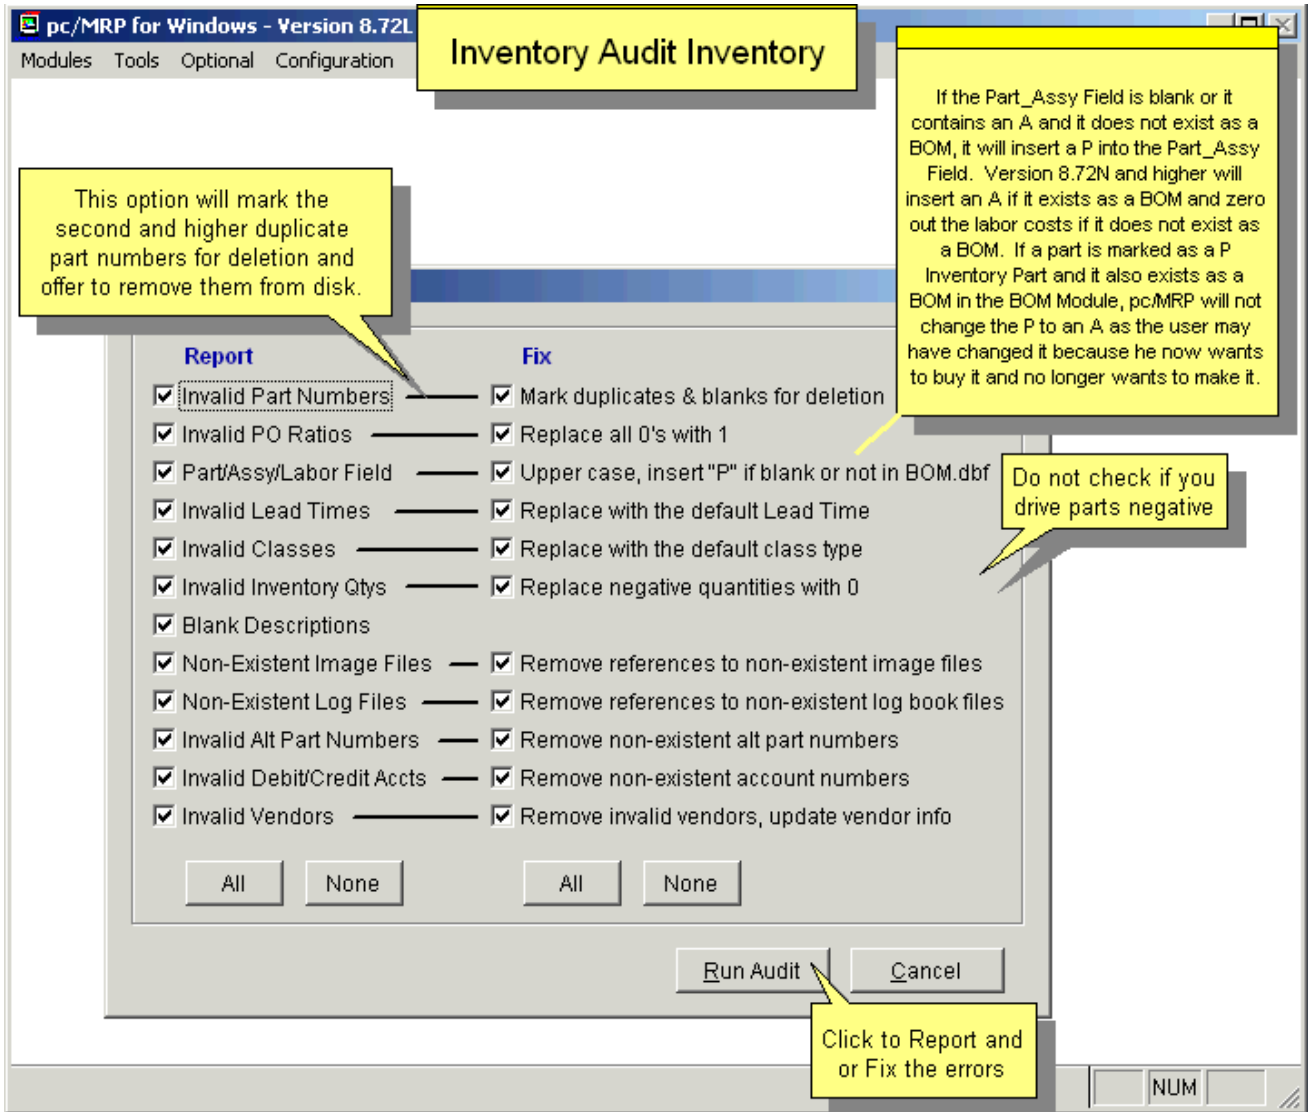 pc/MRP for Windows - Version 8.72L
Modules Tools Optional Configuration
Inventory Audit Inventory
If the Part_Assy Field is blank or it
contains an A and it does not exist as a
BOM, it will insert a P into the Part_Assy
Field. Version 8.72N and higher will
insert an A if it exists as a BOM and zero
out the labor costs if it does not exist as
a BOM. If a part is marked as a P
Inventory Part and it also exists as a
BOM in the BOM Module, pc/MRP will not
change the P to an A as the user may
have changed it because he now wants
to buy it and no longer wants to make it.
This option will mark the
second and higher duplicate
part numbers for deletion and
offer to remove them from disk.
Report Fix
Invalid Part Numbers Mark duplicates & blanks for deletion
Invalid PO Ratios Replace all 0's with 1
Part/Assy/Labor Field Upper case, insert "P" if blank or not in BOM.dbf
Do not check if you
drive parts negative
Invalid Lead Times Replace with the default Lead Time
Invalid Classes Replace with the default class type
Invalid Inventory Qtys Replace negative quantities with 0
Blank Descriptions
Non-Existent Image Files Remove references to non-existent image files
Non-Existent Log Files Remove references to non-existent log book files
Invalid Alt Part Numbers Remove non-existent alt part numbers
Invalid Debit/Credit Accts Remove non-existent account numbers
Invalid Vendors Remove invalid vendors, update vendor info
All None All None
Run Audit Cancel
Click to Report and
or Fix the errors
NUM